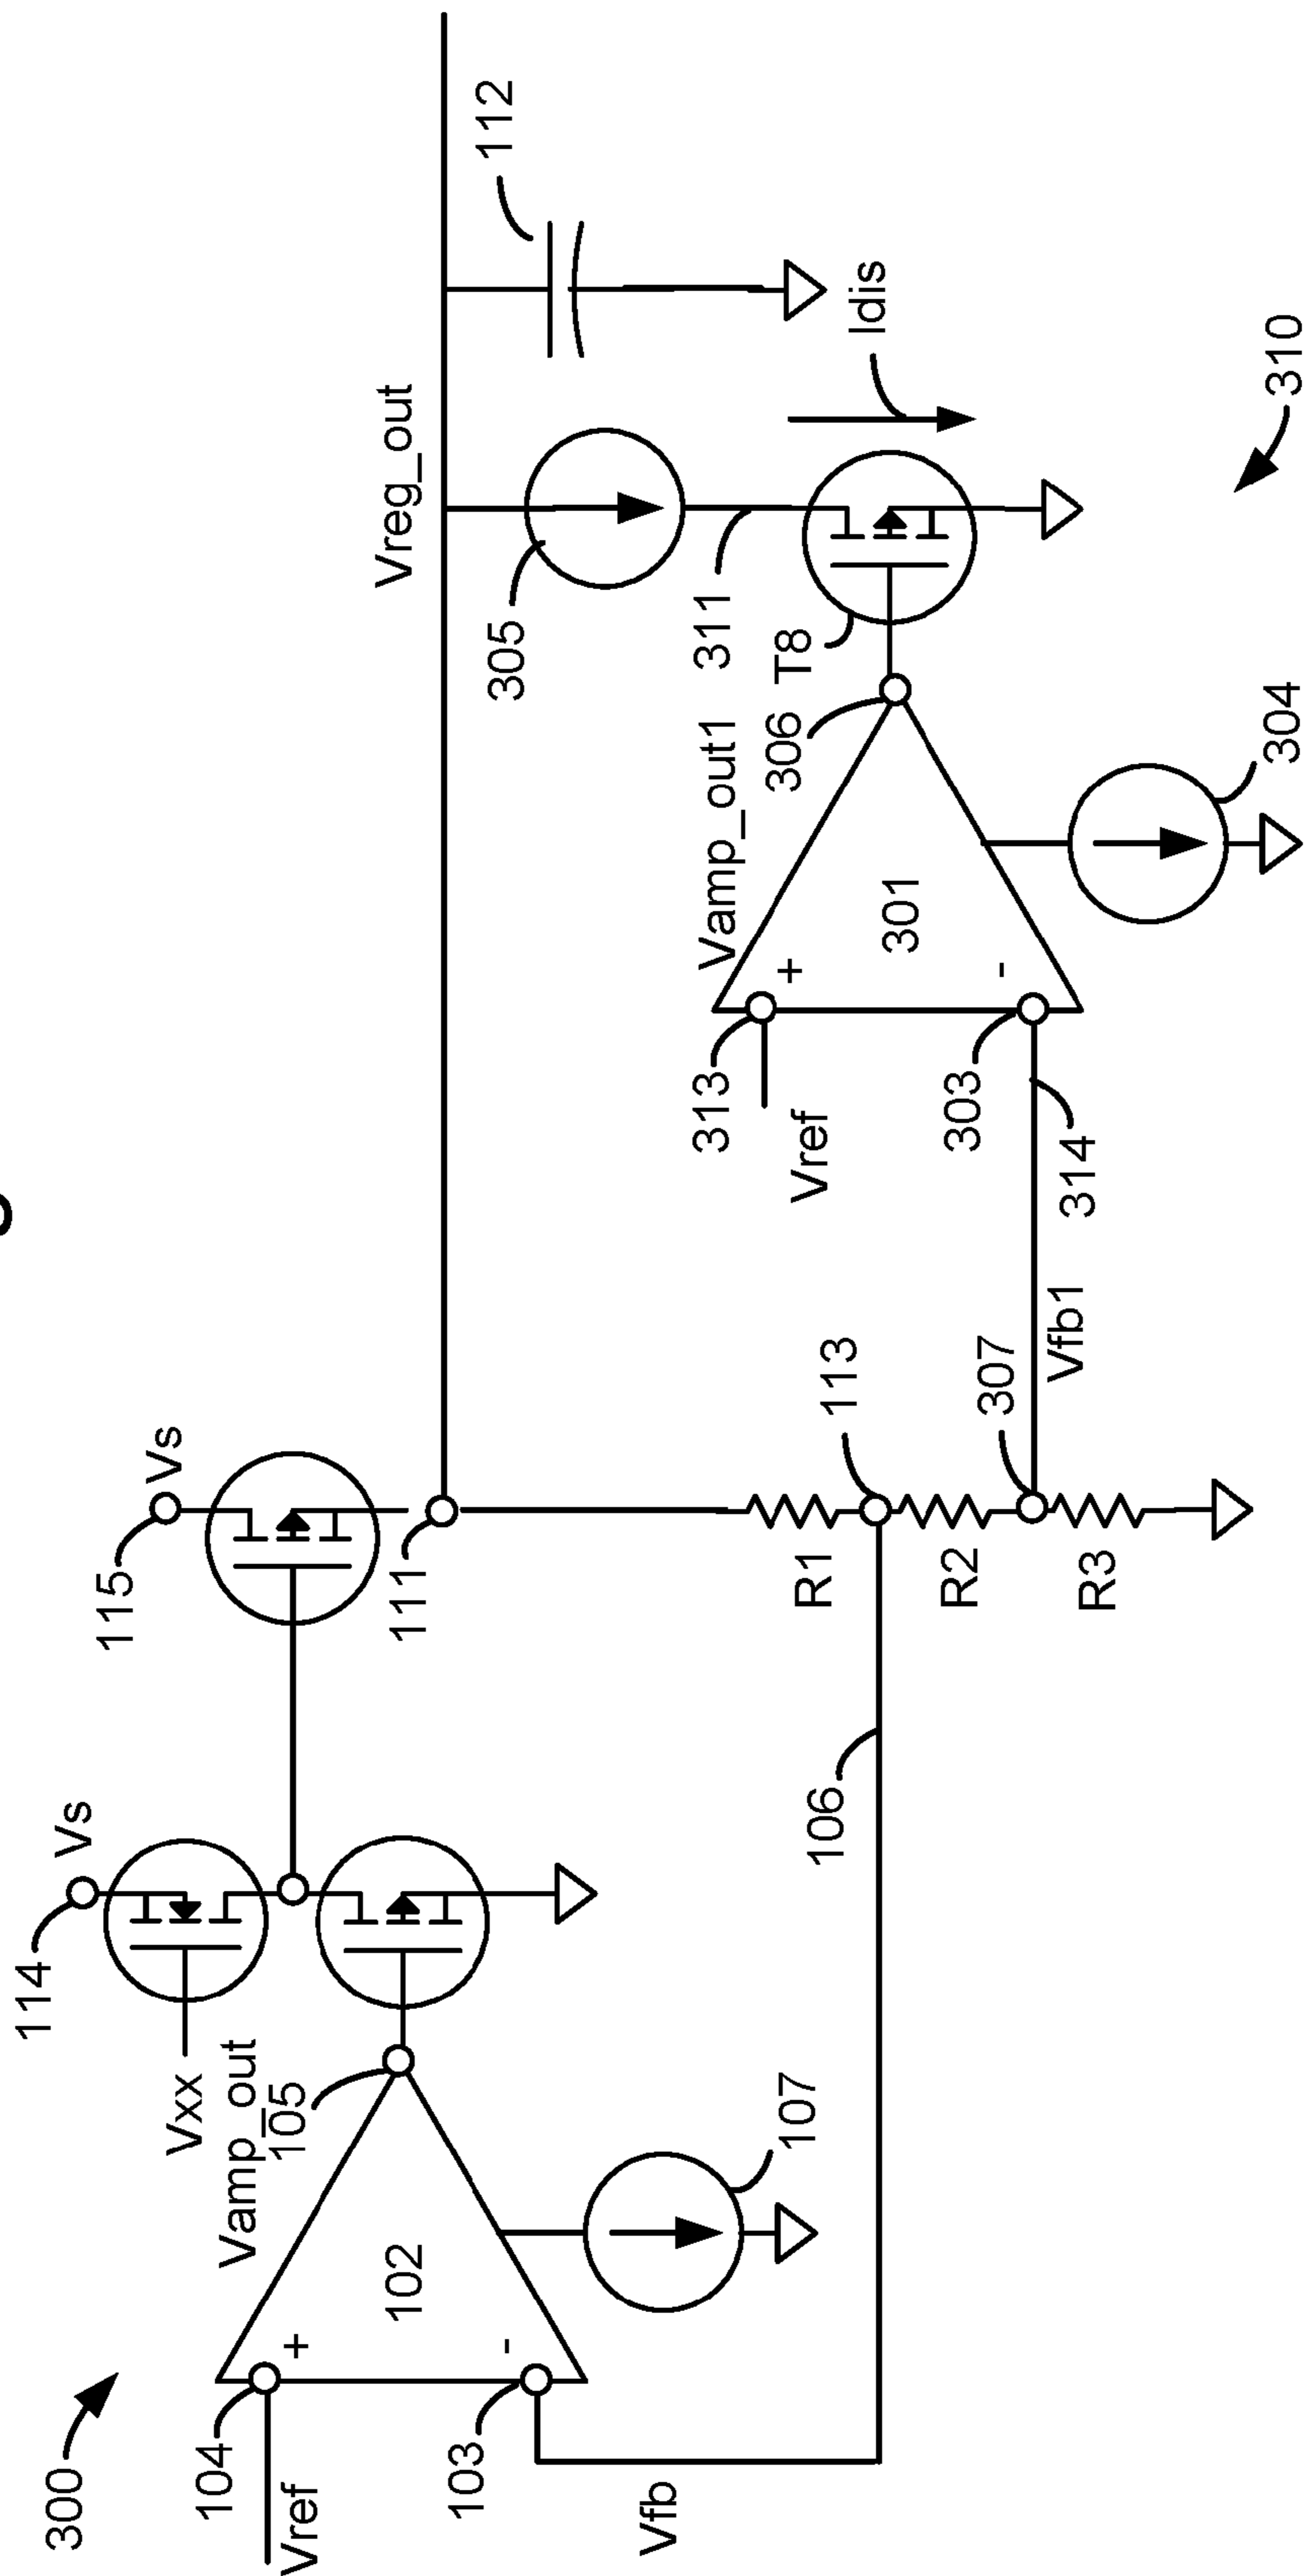 300
104
Vref
103
Vfb
+
-
102
107
Vamp_out
105
Vxx
114
Vs
115
Vs
111
106
R1
R2
R3
113
307
Vfb1
314
Vref
313
303
+
-
301
304
Vamp_out1
306
T8
311
305
Vreg_out
Idis
112
310